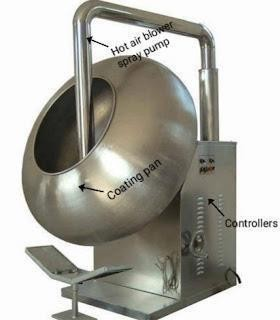 Hot air blower
spray pump
Coating pan
Controllers